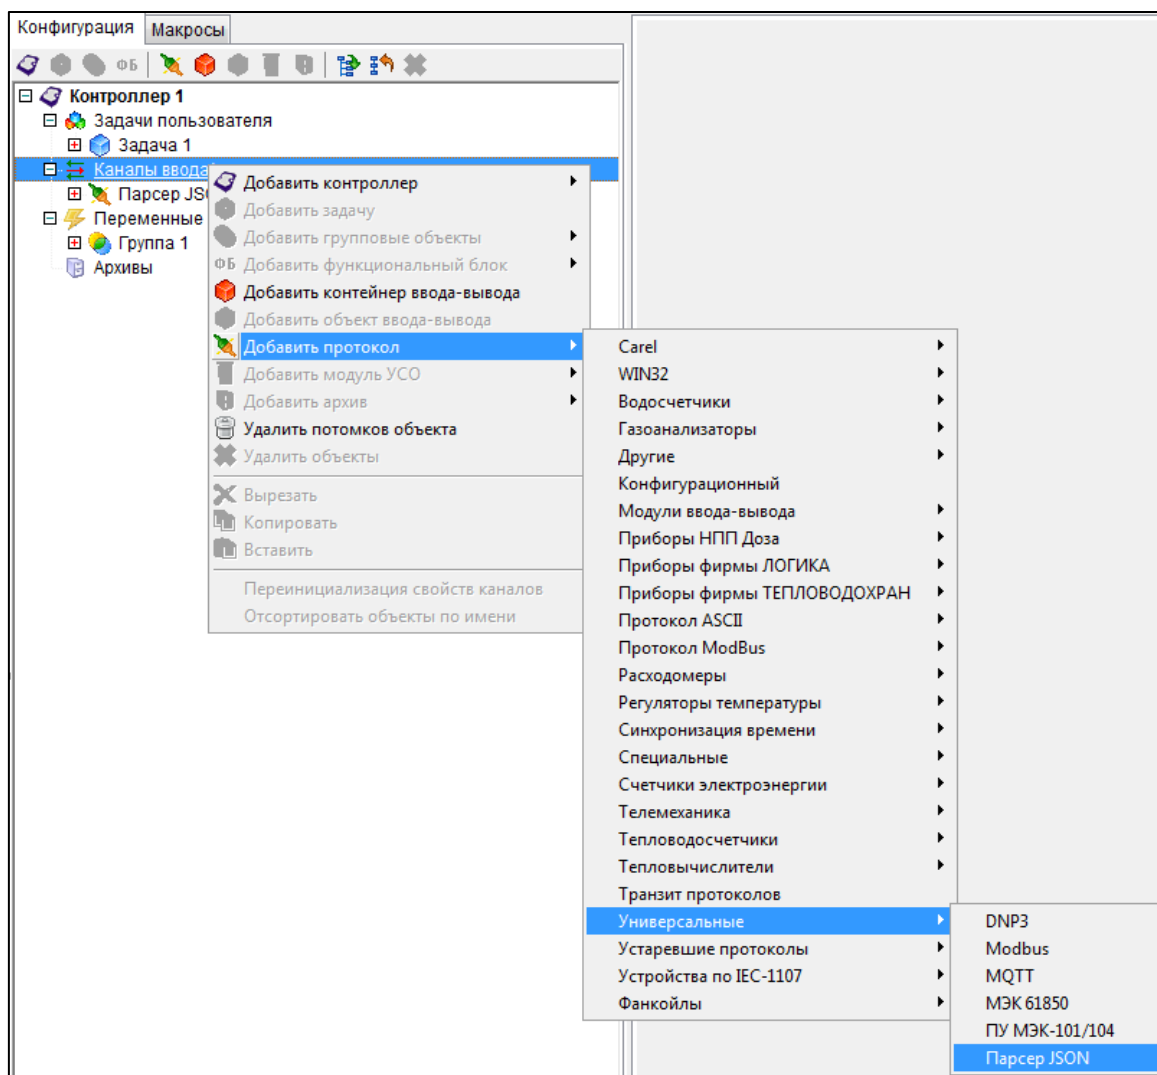 Конфигурация Макросы
ФБ
Контроллер 1
Задачи пользователя
Задача 1
Каналы ввода
Парсер JS
Переменные
Группа 1
Архивы
Добавить контроллер
Добавить задачу
Добавить групповые объекты
ФБ Добавить функциональный блок
Добавить контейнер ввода-вывода
Добавить объект ввода-вывода
Добавить протокол
Добавить модуль УСО
Добавить архив
Удалить потомков объекта
Удалить объекты
Вырезать
Копировать
Вставить
Переинициализация свойств каналов
Отсортировать объекты по имени
Carel
WIN32
Водосчетчики
Газоанализаторы
Другие
Конфигурационный
Модули ввода-вывода
Приборы НПП Доза
Приборы фирмы ЛОГИКА
Приборы фирмы ТЕПЛОВОДОХРАН
Протокол ASCII
Протокол ModBus
Расходомеры
Регуляторы температуры
Синхронизация времени
Специальные
Счетчики электроэнергии
Телемеханика
Тепловодосчетчики
Тепловычислители
Транзит протоколов
Универсальные
Устаревшие протоколы
Устройства по IEC-1107
Фанкойлы
DNP3
Modbus
MQTT
МЭК 61850
ПУ МЭК-101/104
Парсер JSON